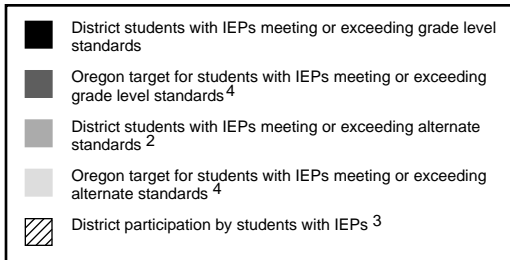 District students with IEPs meeting or exceeding grade level
standards
Oregon target for students with IEPs meeting or exceeding
grade level standards 4
District students with IEPs meeting or exceeding alternate
standards 2
Oregon target for students with IEPs meeting or exceeding
alternate standards 4
District participation by students with IEPs 3